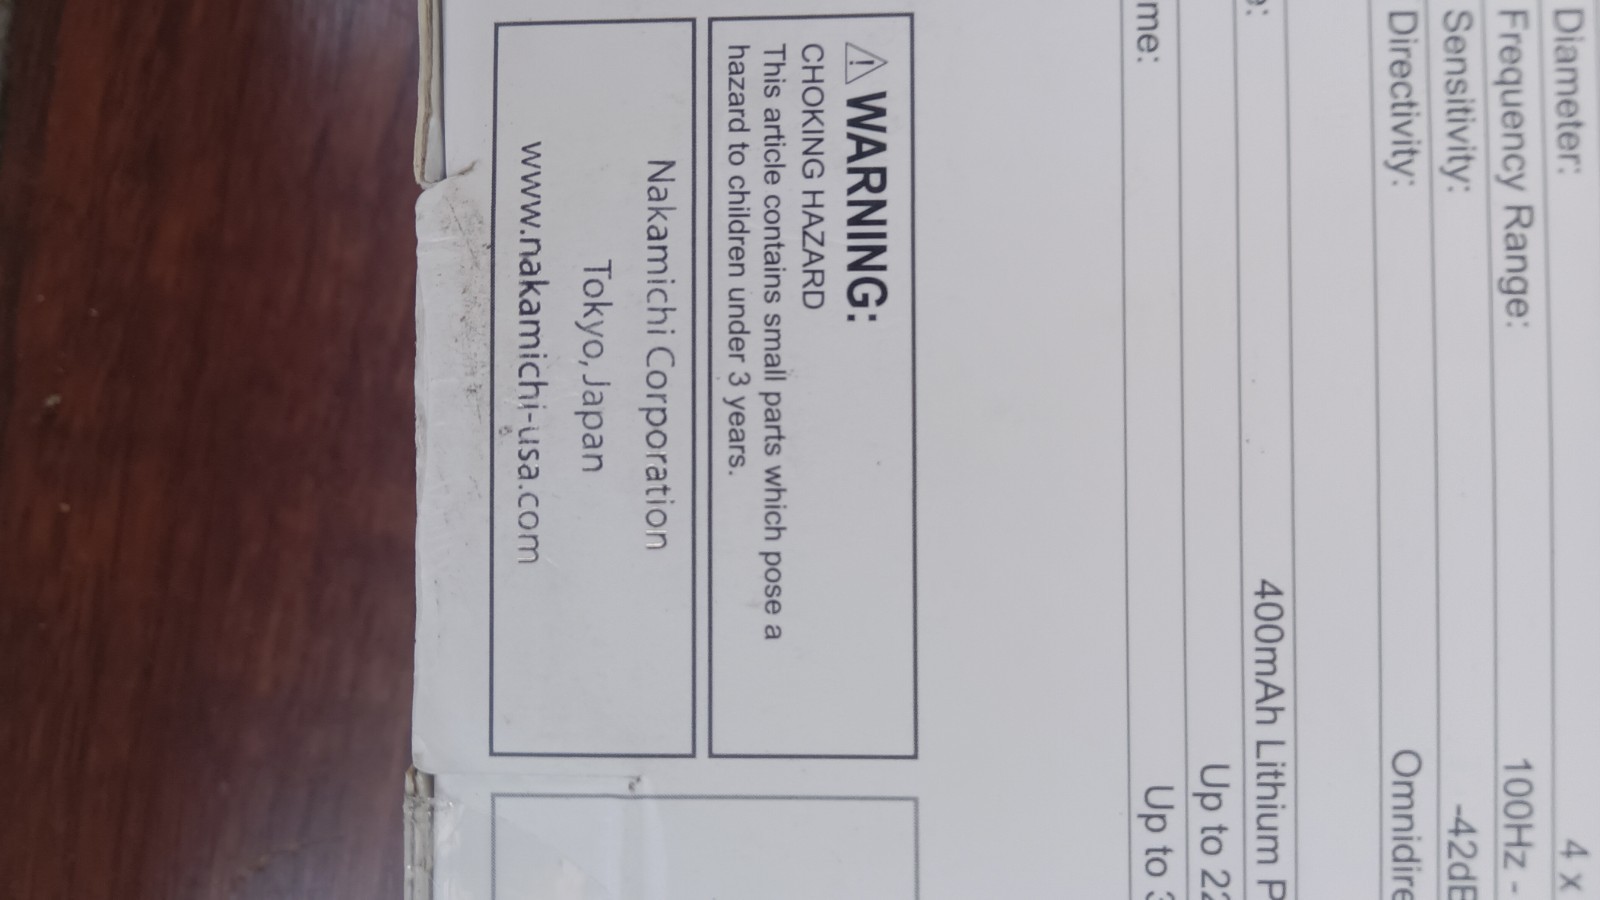 Diameter: 4 x
Frequency Range: 100Hz -
Sensitivity: -42dB
Directivity: Omnidire
e: 400mAh Lithium P
Up to 22
me: Up to 3
⚠ WARNING:
CHOKING HAZARD
This article contains small parts which pose a
hazard to children under 3 years.
Nakamichi Corporation
Tokyo, Japan
www.nakamichi-usa.com